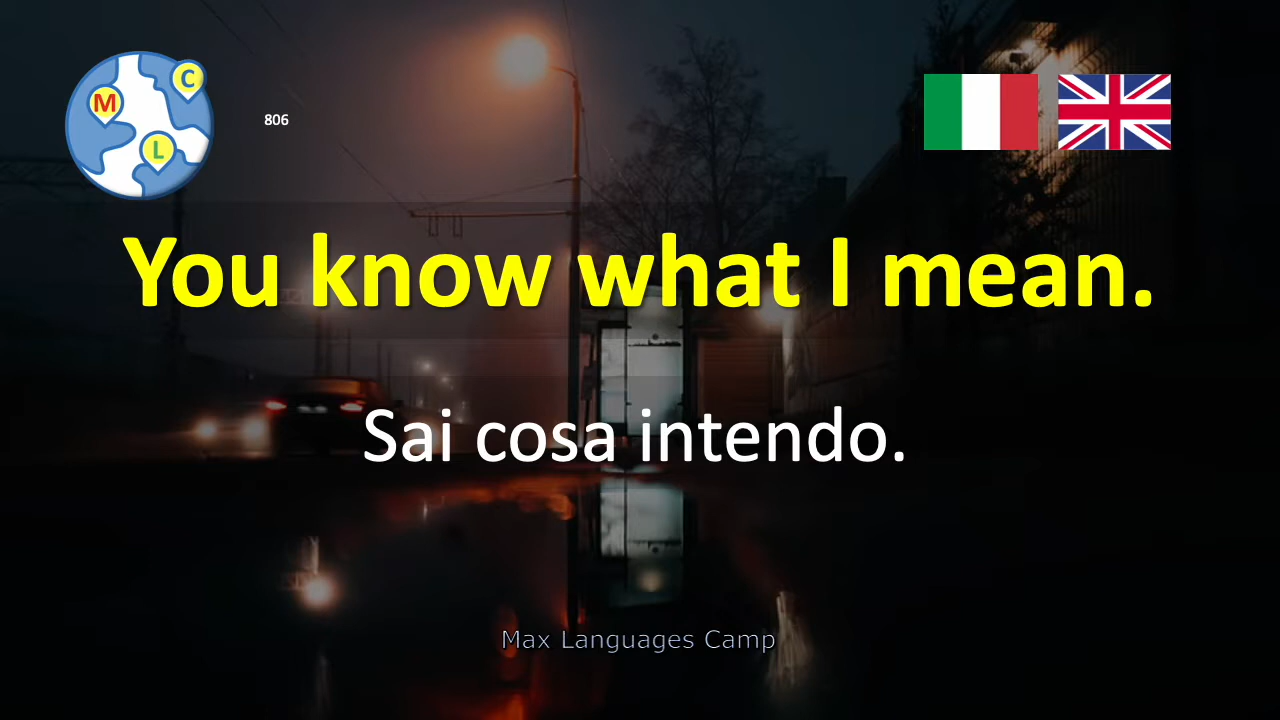 M
C
L
806
You know what I mean.
Sai cosa intendo.
Max Languages Camp